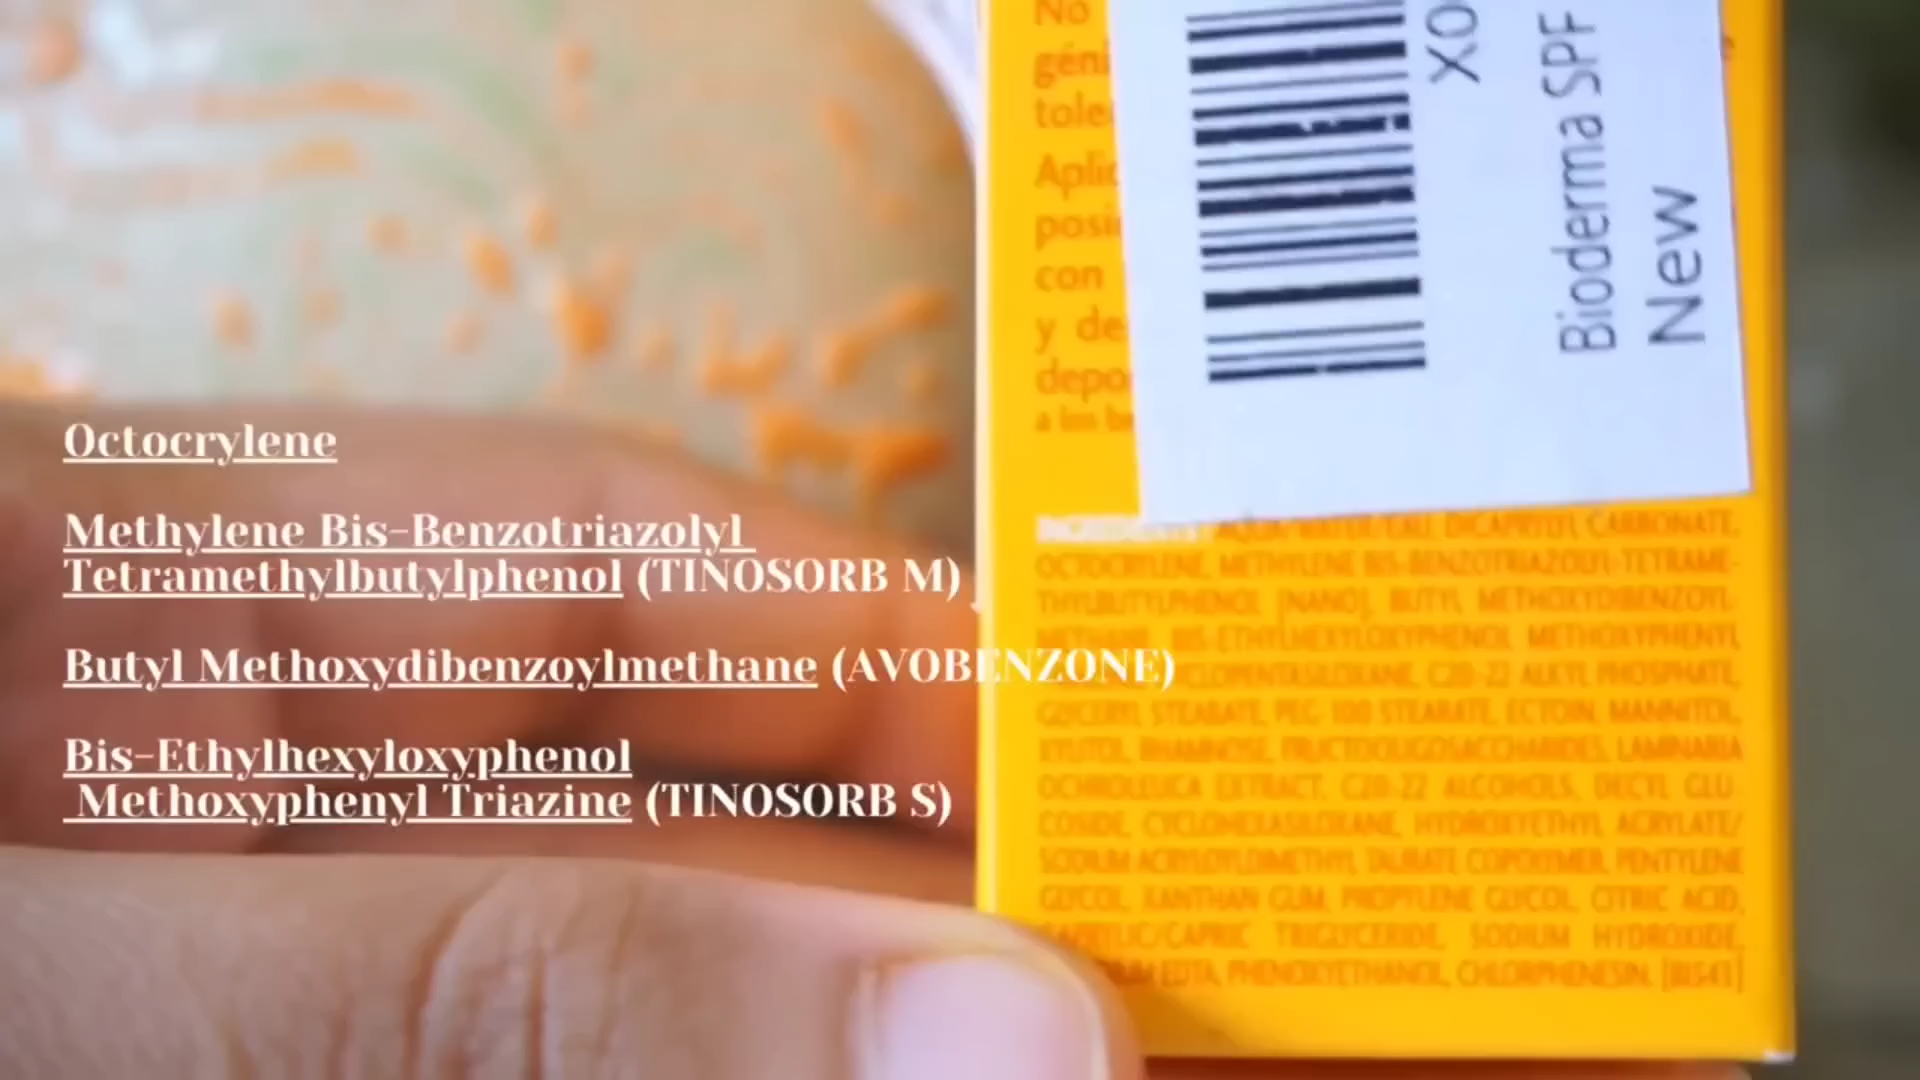 Octocrylene
Methylene Bis-Benzotriazolyl
Tetramethylbutylphenol (TINOSORB M)
Butyl Methoxydibenzoylmethane (AVOBENZONE)
Bis-Ethylhexyloxyphenol
Methoxyphenyl Triazine (TINOSORB S)
No
géni
tole
Aplic
posi
con
y de
depo
XO
Bioderma SPF
New
INGREDIENTS: AQUA/WATER/EAU, DICAPRYLYL CARBONATE,
OCTOCRYLENE, METHYLENE BIS-BENZOTRIAZOLYL TETRAME-
THYLBUTYLPHENOL [NANO], BUTYL METHOXYDIBENZOYL
METHANE, BIS-ETHYLHEXYLOXYPHENOL METHOXYPHENYL
CLOPENTASILOXANE, C20-22 ALKYL PHOSPHATE,
GLYCERYL STEARATE, PEG-100 STEARATE, ECTOIN, MANNITOL,
XYLITOL, RHAMNOSE, FRUCTOOLIGOSACCHARIDES, LAMINARIA
OCHROLEUCA EXTRACT, C20-22 ALCOHOLS, DECYL GLU-
COSIDE, CYCLOHEXASILOXANE, HYDROXYETHYL ACRYLATE/
SODIUM ACRYLOYLDIMETHYL TAURATE COPOLYMER, PENTYLENE
GLYCOL, XANTHAN GUM, PROPYLENE GLYCOL, CITRIC ACID,
CAPRYLIC/CAPRIC TRIGLYCERIDE, SODIUM HYDROXIDE,
EDTA, PHENOXYETHANOL, CHLORPHENESIN. [BI543]